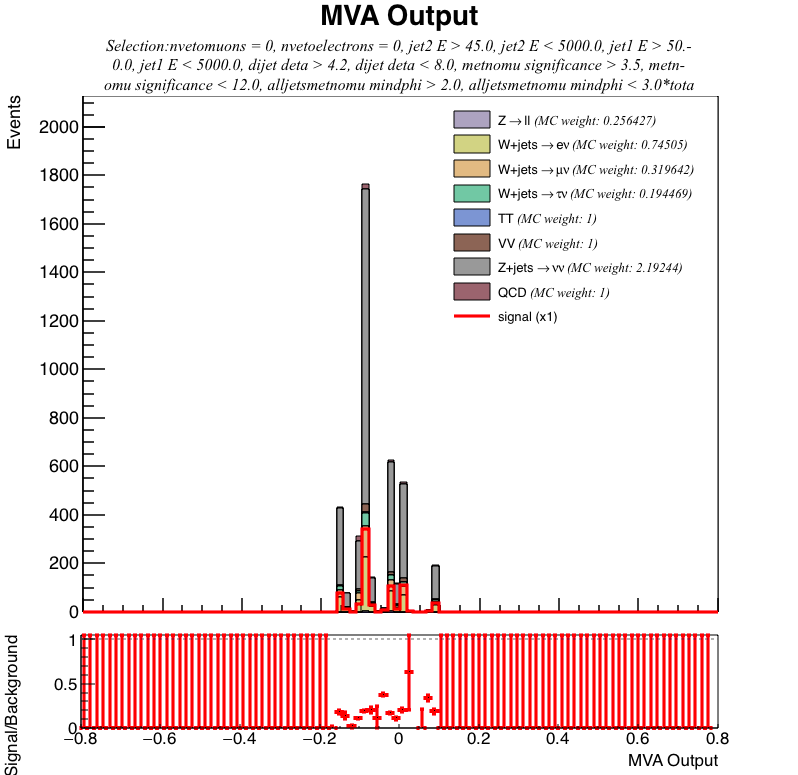 MVA Output
Selection:nvetomuons = 0, nvetoelectrons = 0, jet2 E > 45.0, jet2 E < 5000.0, jet1 E > 50.-
0.0, jet1 E < 5000.0, dijet deta > 4.2, dijet deta < 8.0, metnomu significance > 3.5, metn-
omu significance < 12.0, alljetsmetnomu mindphi > 2.0, alljetsmetnomu mindphi < 3.0*tota
Events
2000
1800
1600
1400
1200
1000
800
600
400
200
0
Z→ll (MC weight: 0.256427)
W+jets→eν (MC weight: 0.74505)
W+jets→μν (MC weight: 0.319642)
W+jets→τν (MC weight: 0.194469)
TT (MC weight: 1)
VV (MC weight: 1)
Z+jets→νν (MC weight: 2.19244)
QCD (MC weight: 1)
signal (x1)
Signal/Background
1
0.5
0
−0.8 −0.6 −0.4 −0.2 0 0.2 0.4 0.6 0.8
MVA Output